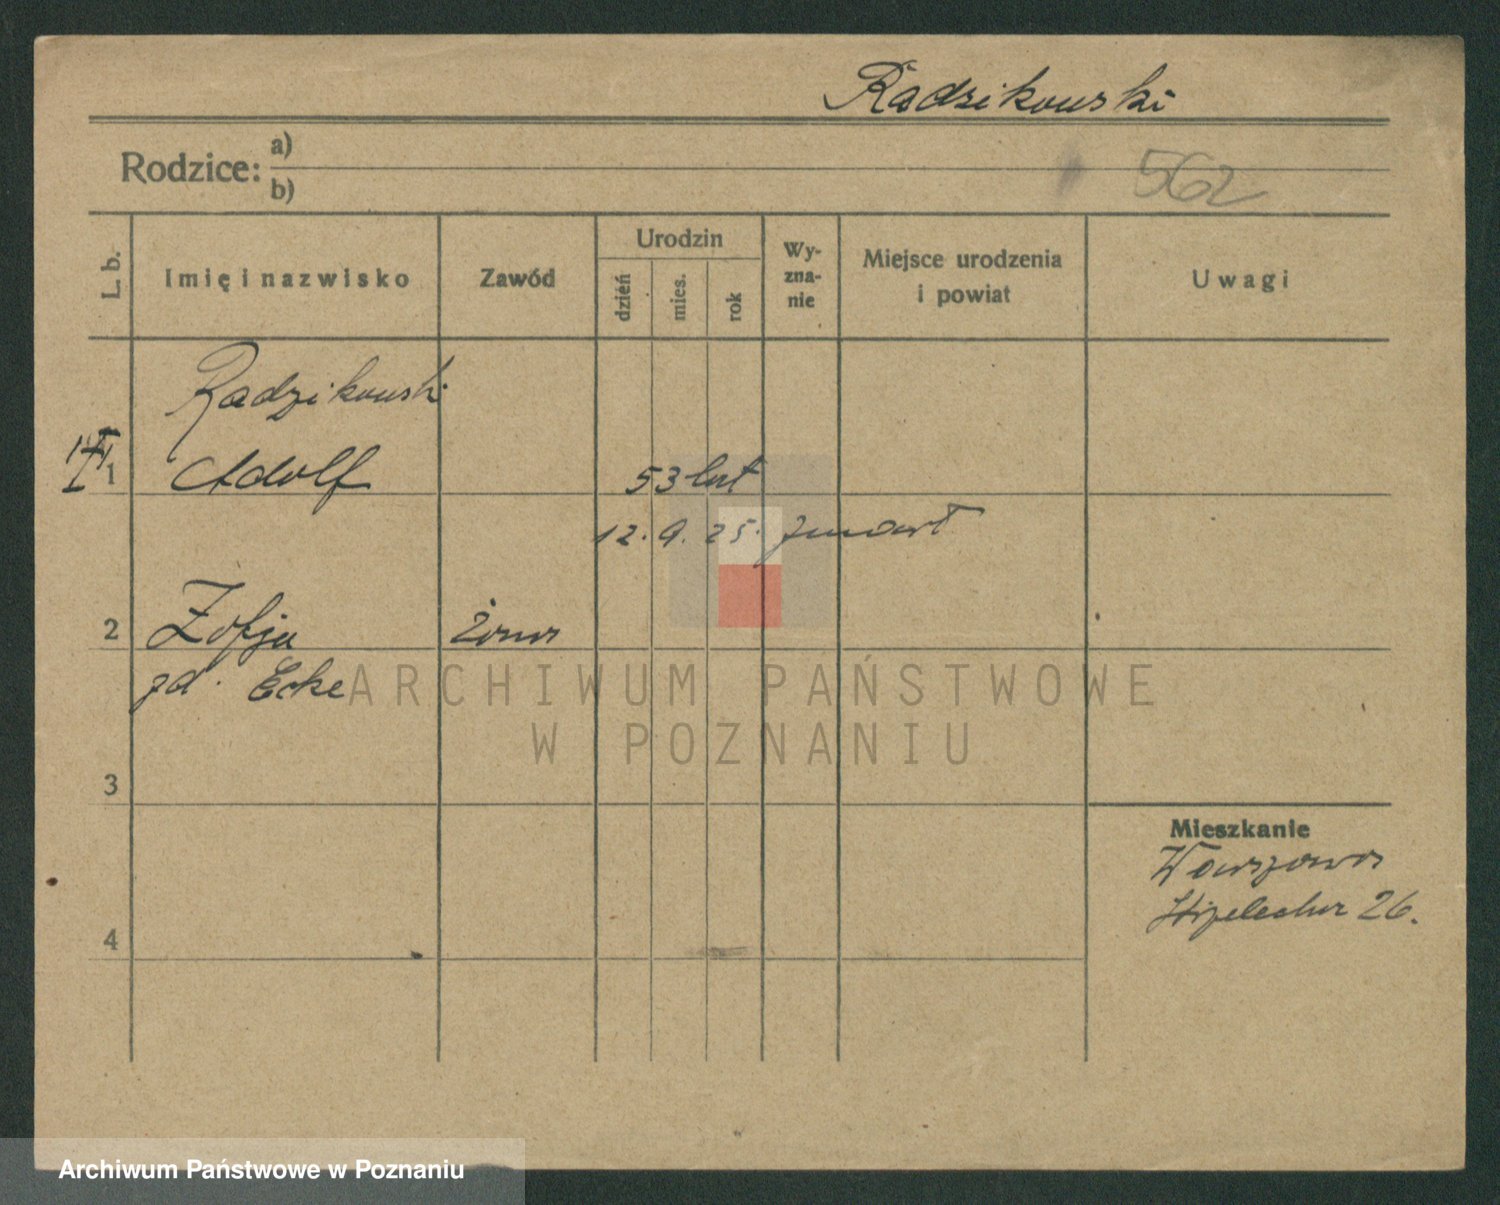 Radzikowski
Rodzice: a)
b)
562
L. b.
Imię i nazwisko
Zawód
Urodzin
dzień
mies.
rok
Wy-
zna-
nie
Miejsce urodzenia
i powiat
Uwagi
Radzikowski
1 Adolf 53 lat
12. 9. 25. zmarł
2 Zofja żona
zd. Ecke
ARCHIWUM PAŃSTWOWE
W POZNANIU
3
Mieszkanie
Warszawa
26.
4
Archiwum Państwowe w Poznaniu